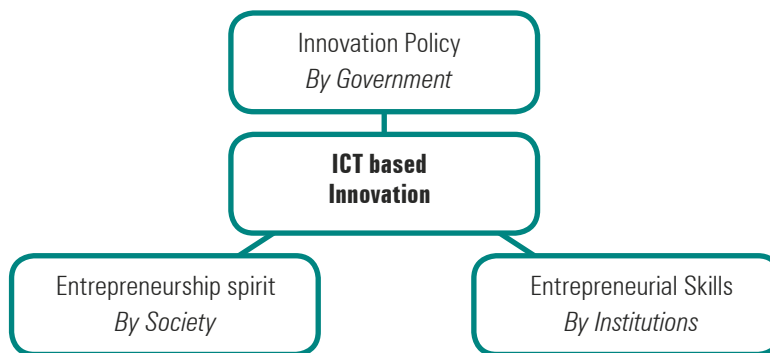 Innovation Policy
By Government
ICT based
Innovation
Entrepreneurship spirit
By Society
Entrepreneurial Skills
By Institutions